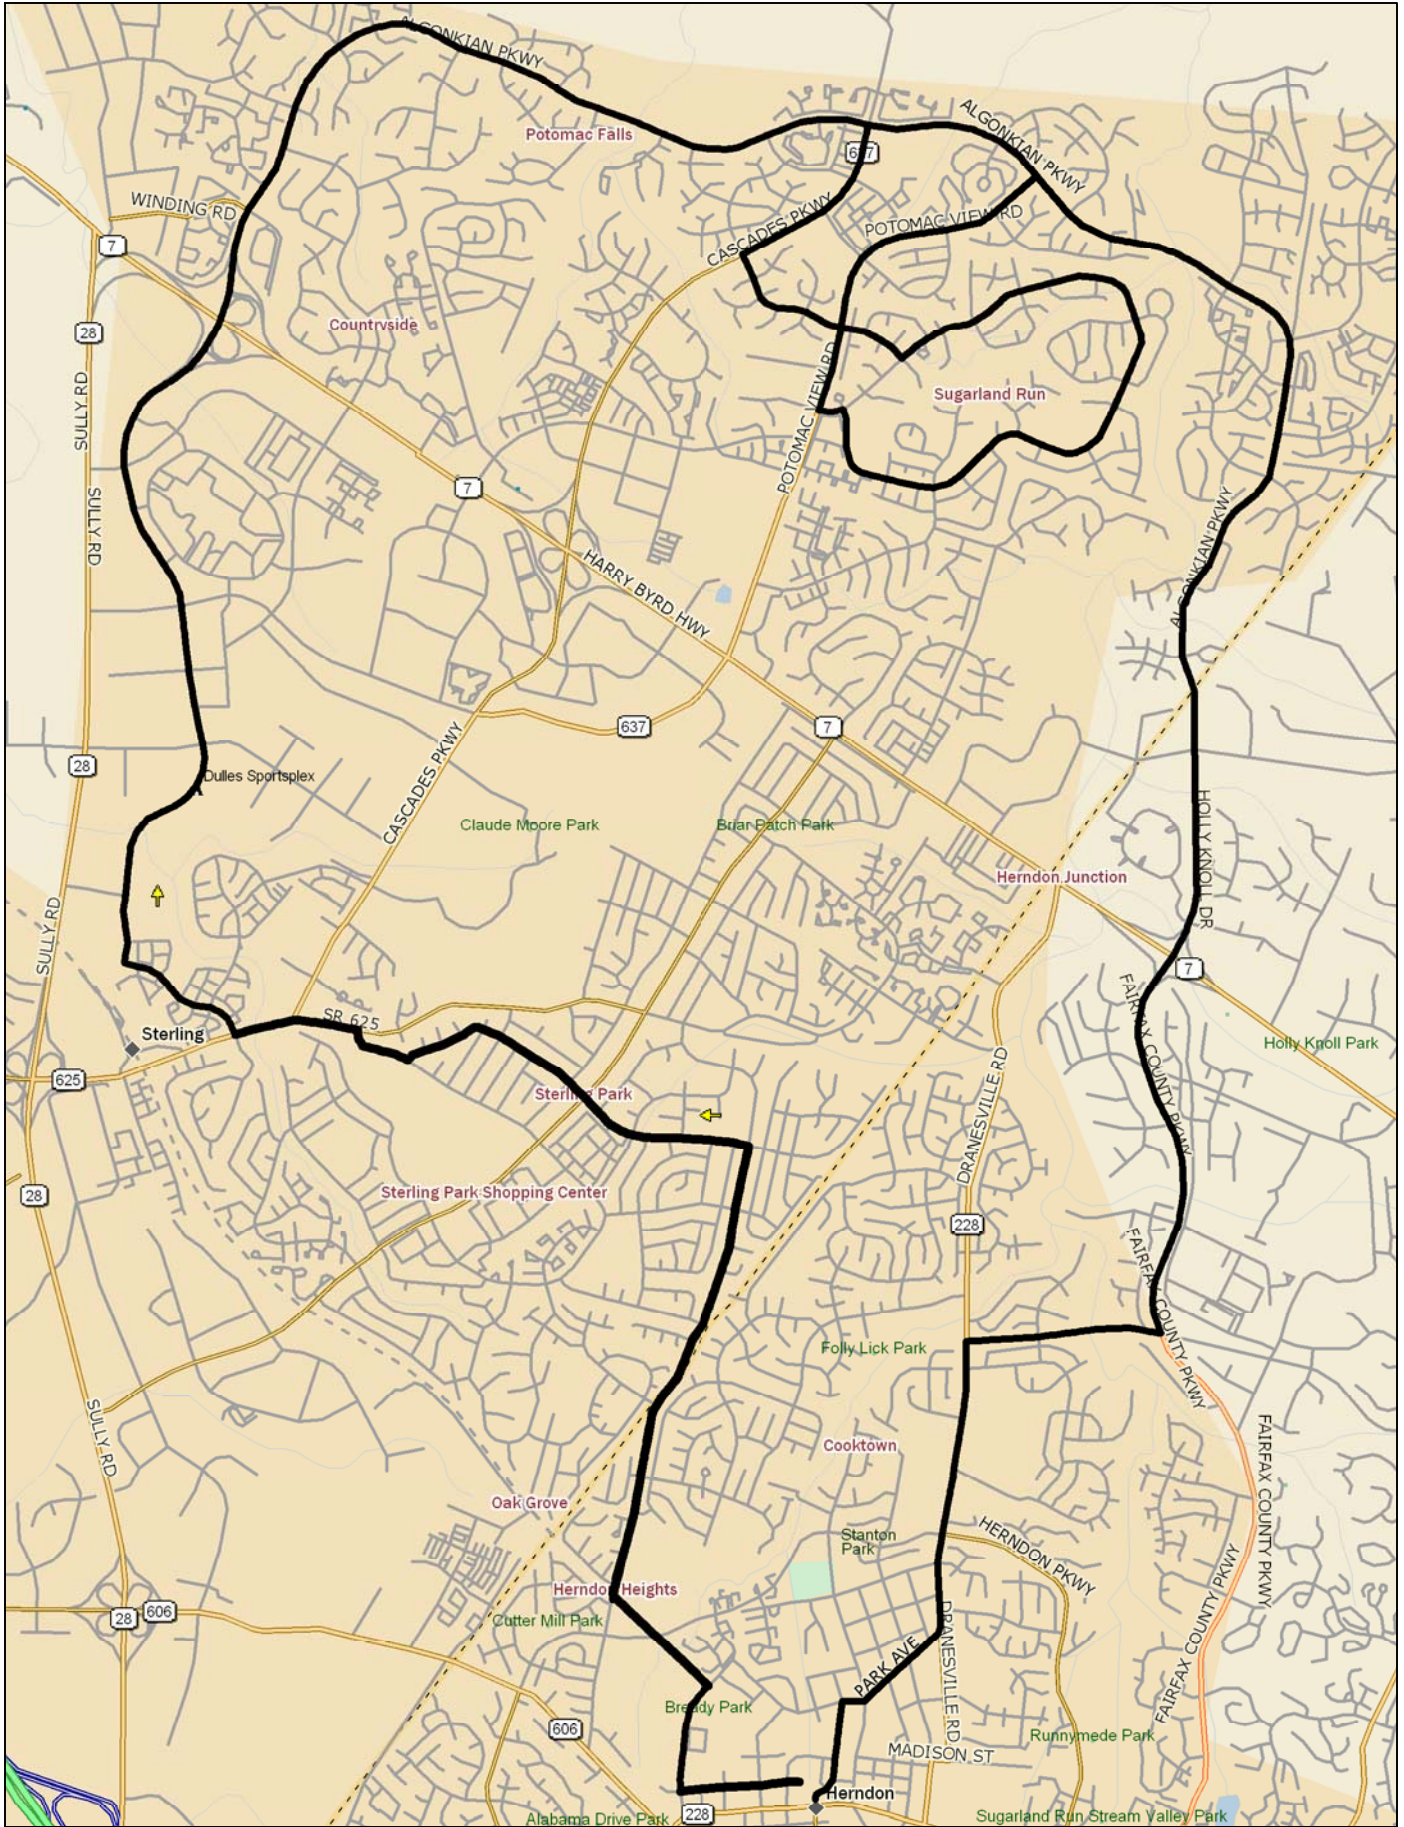 ALGONKIAN PKWY
ALGONKIAN PKWY
Potomac Falls
637
WINDING RD
CASCADES PKWY
POTOMAC VIEW RD
7
28
Countryside
SULLY RD
POTOMAC VIEW RD
Sugarland Run
7
SULLY RD
HARRY BYRD HWY
ALGONKIAN PKWY
637
7
28
CASCADES PKWY
Dulles Sportsplex
Claude Moore Park
Briar Patch Park
HOLLY KNOLL DR
Herndon Junction
SULLY RD
7
FAIRFAX COUNTY PKWY
SR 625
Sterling
Holly Knoll Park
625
Sterling Park
DRANESVILLE RD
28
Sterling Park Shopping Center
228
FAIRFAX COUNTY PKWY
Folly Lick Park
SULLY RD
Cooktown
FAIRFAX COUNTY PKWY
Oak Grove
Stanton
Park
HERNDON PKWY
Herndon Heights
28
606
Cutter Mill Park
FAIRFAX COUNTY PKWY
DRANESVILLE RD
PARK AVE
Bready Park
606
Runnymede Park
MADISON ST
Herndon
Alabama Drive Park
228
Sugarland Run Stream Valley Park